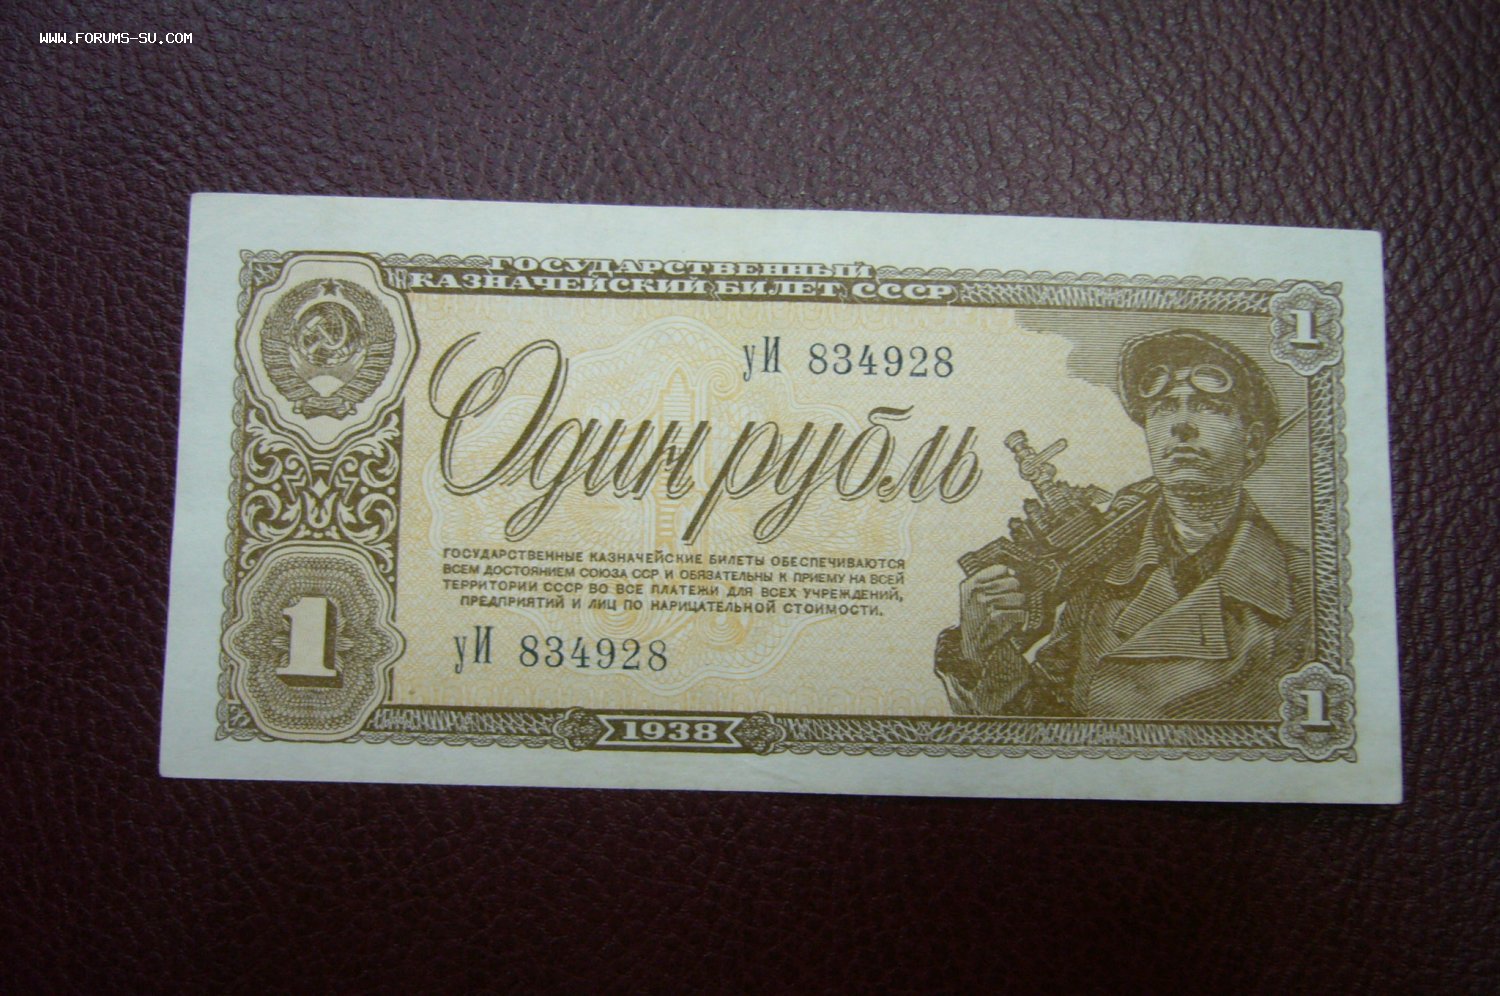 WWW.FORUMS-SU.COM
ГОСУДАРСТВЕННЫЙ
КАЗНАЧЕЙСКИЙ БИЛЕТ СССР
1
уИ 834928
Один рубль
ГОСУДАРСТВЕННЫЕ КАЗНАЧЕЙСКИЕ БИЛЕТЫ ОБЕСПЕЧИВАЮТСЯ
ВСЕМ ДОСТОЯНИЕМ СОЮЗА ССР И ОБЯЗАТЕЛЬНЫ К ПРИЕМУ НА ВСЕЙ
ТЕРРИТОРИИ СССР ВО ВСЕ ПЛАТЕЖИ ДЛЯ ВСЕХ УЧРЕЖДЕНИЙ,
ПРЕДПРИЯТИЙ И ЛИЦ ПО НАРИЦАТЕЛЬНОЙ СТОИМОСТИ.
1
уИ 834928
1
1938